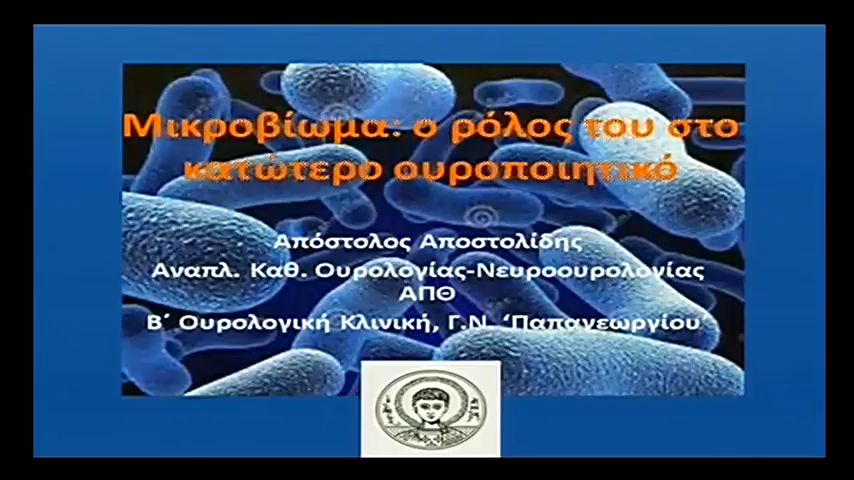 Μικροβίωμα: ο ρόλος του στο
κατώτερο ουροποιητικό
Απόστολος Αποστολίδης
Αναπλ. Καθ. Ουρολογίας-Νευροουρολογίας
ΑΠΘ
Β΄ Ουρολογική Κλινική, Γ.Ν. ‘Παπαγεωργίου’